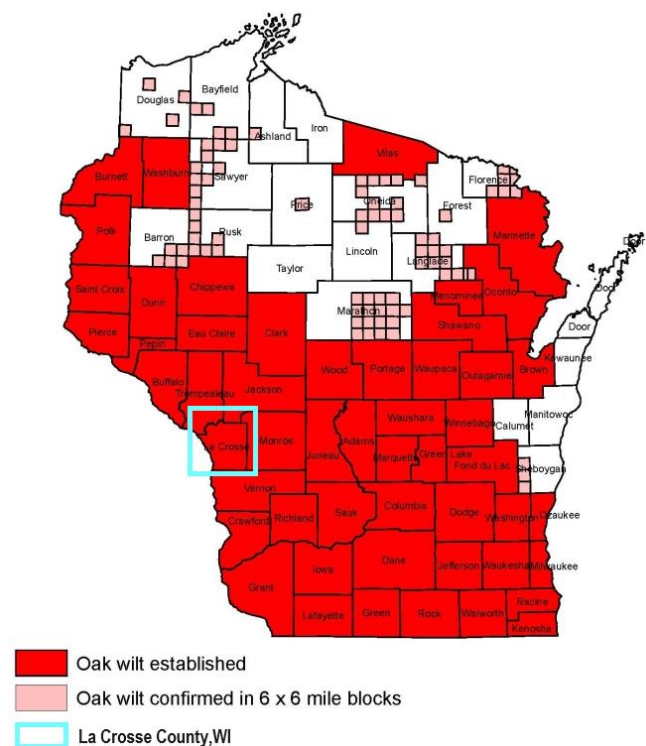 Bayfield
Douglas
Iron
Ashland
Vilas
Burnett
Washburn
Sawyer
Florence
Price
Oneida
Forest
Polk
Barron
Rusk
Marinette
Lincoln
Langlade
Taylor
Door
Door
Saint Croix
Dunn
Chippewa
Menominee
Oconto
Marathon
Door
Pierce
Eau Claire
Clark
Shawano
Pepin
Kewaunee
Buffalo
Trempealeau
Jackson
Wood
Portage
Waupaca
Outagamie
Brown
Waushara
Winnebago
Manitowoc
Calumet
La Crosse
Monroe
Juneau
Adams
Marquette
Green Lake
Fond du Lac
Sheboygan
Vernon
Crawford
Richland
Sauk
Columbia
Dodge
Washington
Ozaukee
Grant
Iowa
Dane
Jefferson
Waukesha
Milwaukee
Lafayette
Green
Rock
Walworth
Racine
Kenosha
Oak wilt established
Oak wilt confirmed in 6 x 6 mile blocks
La Crosse County,WI